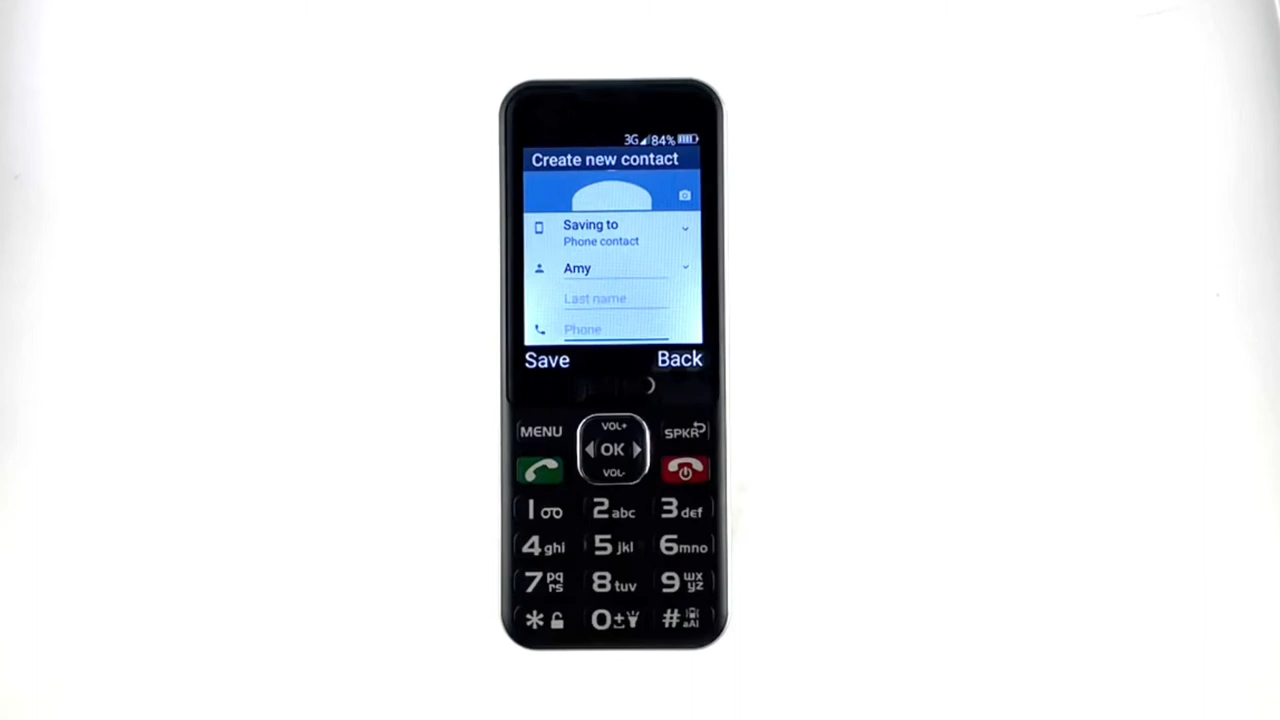 3G 84%
Create new contact
Saving to
Phone contact
Amy
Last name
Phone
Save Back
MENU VOL+ SPKR
OK
VOL-
1 2abc 3def
4ghi 5jkl 6mno
7pqrs 8tuv 9wxyz
* 0± #aAI